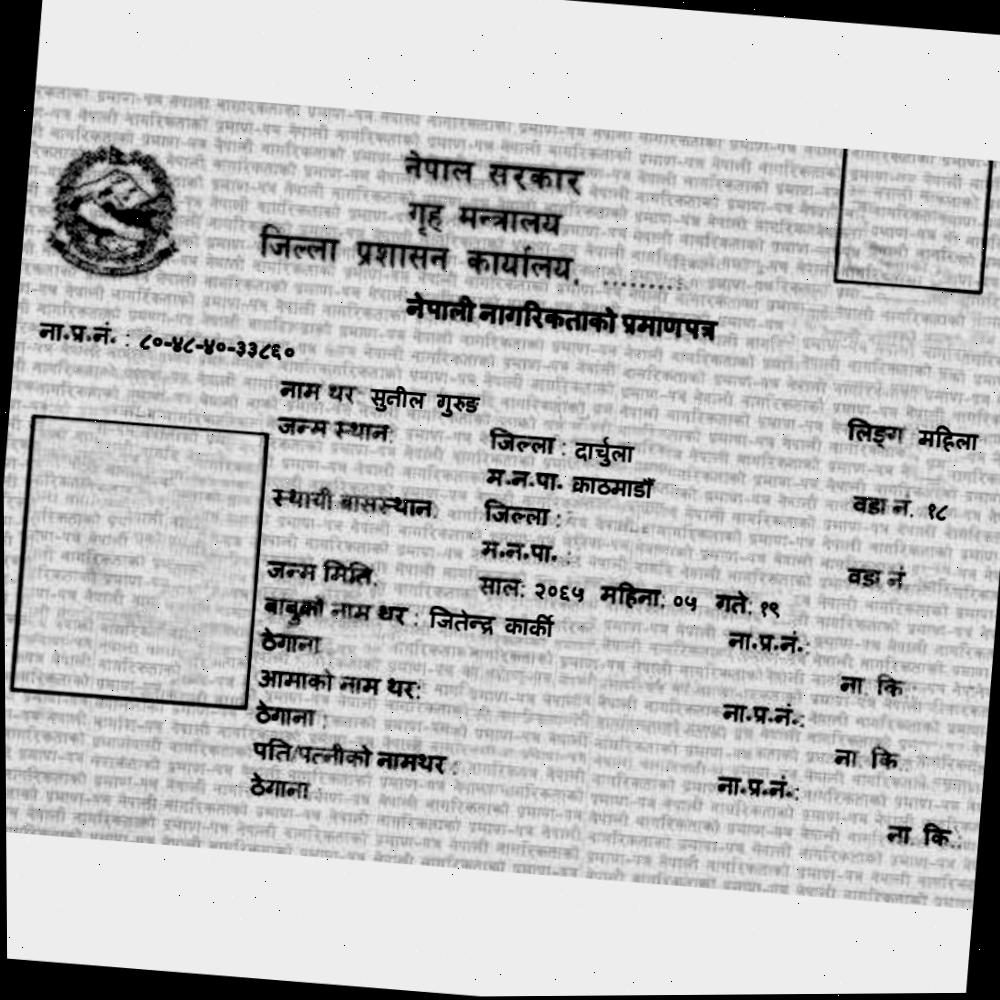 नेपाल सरकार
गृह मन्त्रालय
जिल्ला प्रशासन कार्यालय, .........
नेपाली नागरिकताको प्रमाणपत्र
ना.प्र.नं. : ८०-४८-४०-३३८६०
नाम थर सुनील गुरुङ लिङ्ग महिला
जन्म स्थान: जिल्ला : दार्चुला
म.न.पा. काठमाडौँ वडा नं. १८
स्थायी बासस्थान: जिल्ला :
म.न.पा. : वडा नं
जन्म मिति: साल: २०६५ महिना: ०५ गते: १९
बाबुको नाम थर : जितेन्द्र कार्की ना.प्र.नं.:
ठेगाना : ना. कि :
आमाको नाम थर: ना.प्र.नं.:
ठेगाना : ना. कि :
पति/पत्नीको नामथर : ना.प्र.नं.:
ठेगाना : ना. कि :